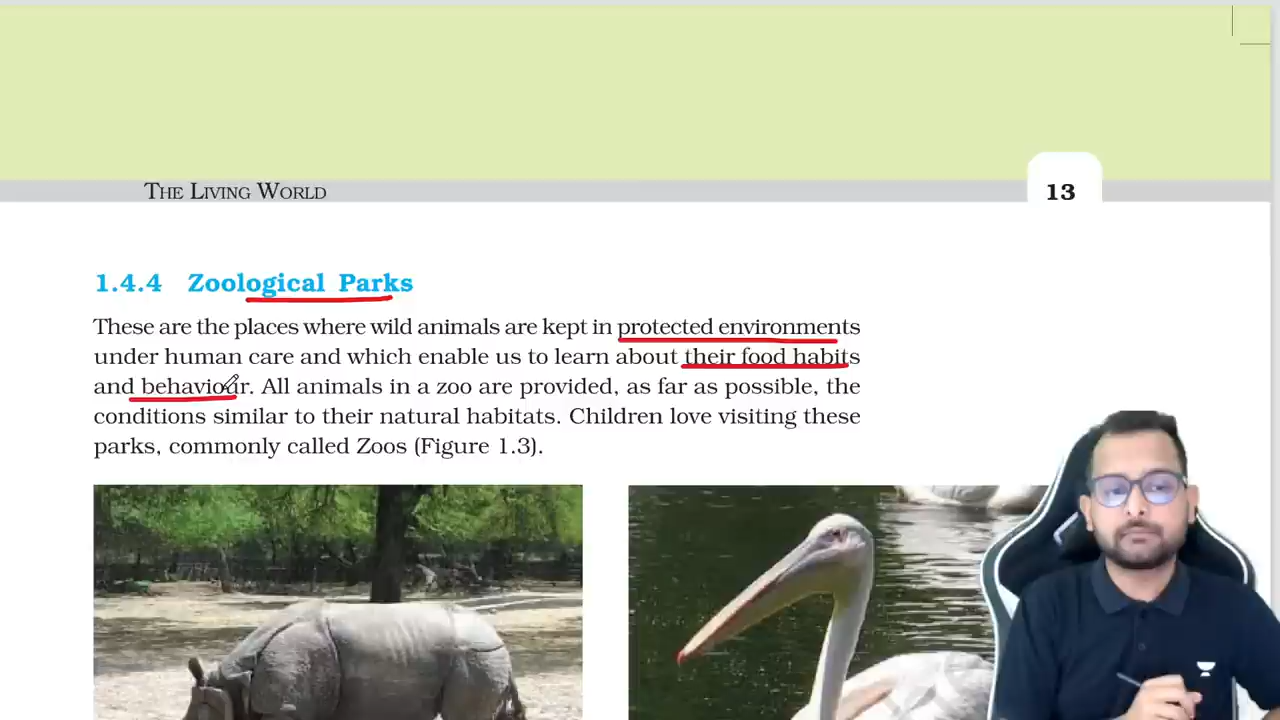 THE LIVING WORLD
13
1.4.4 Zoological Parks
These are the places where wild animals are kept in protected environments
under human care and which enable us to learn about their food habits
and behaviour. All animals in a zoo are provided, as far as possible, the
conditions similar to their natural habitats. Children love visiting these
parks, commonly called Zoos (Figure 1.3).